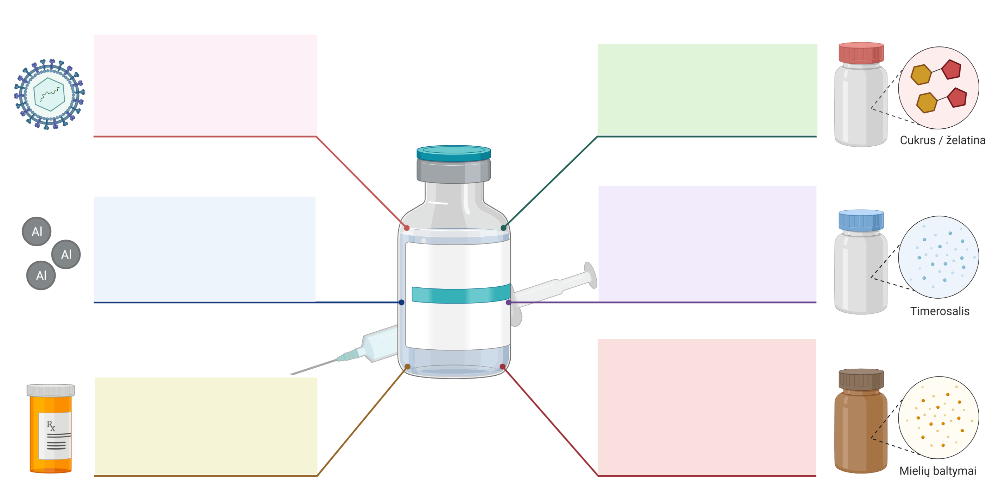 Cukrus / želatina
Al
Al
Al
Timerosalis
Rx
Mielių baltymai